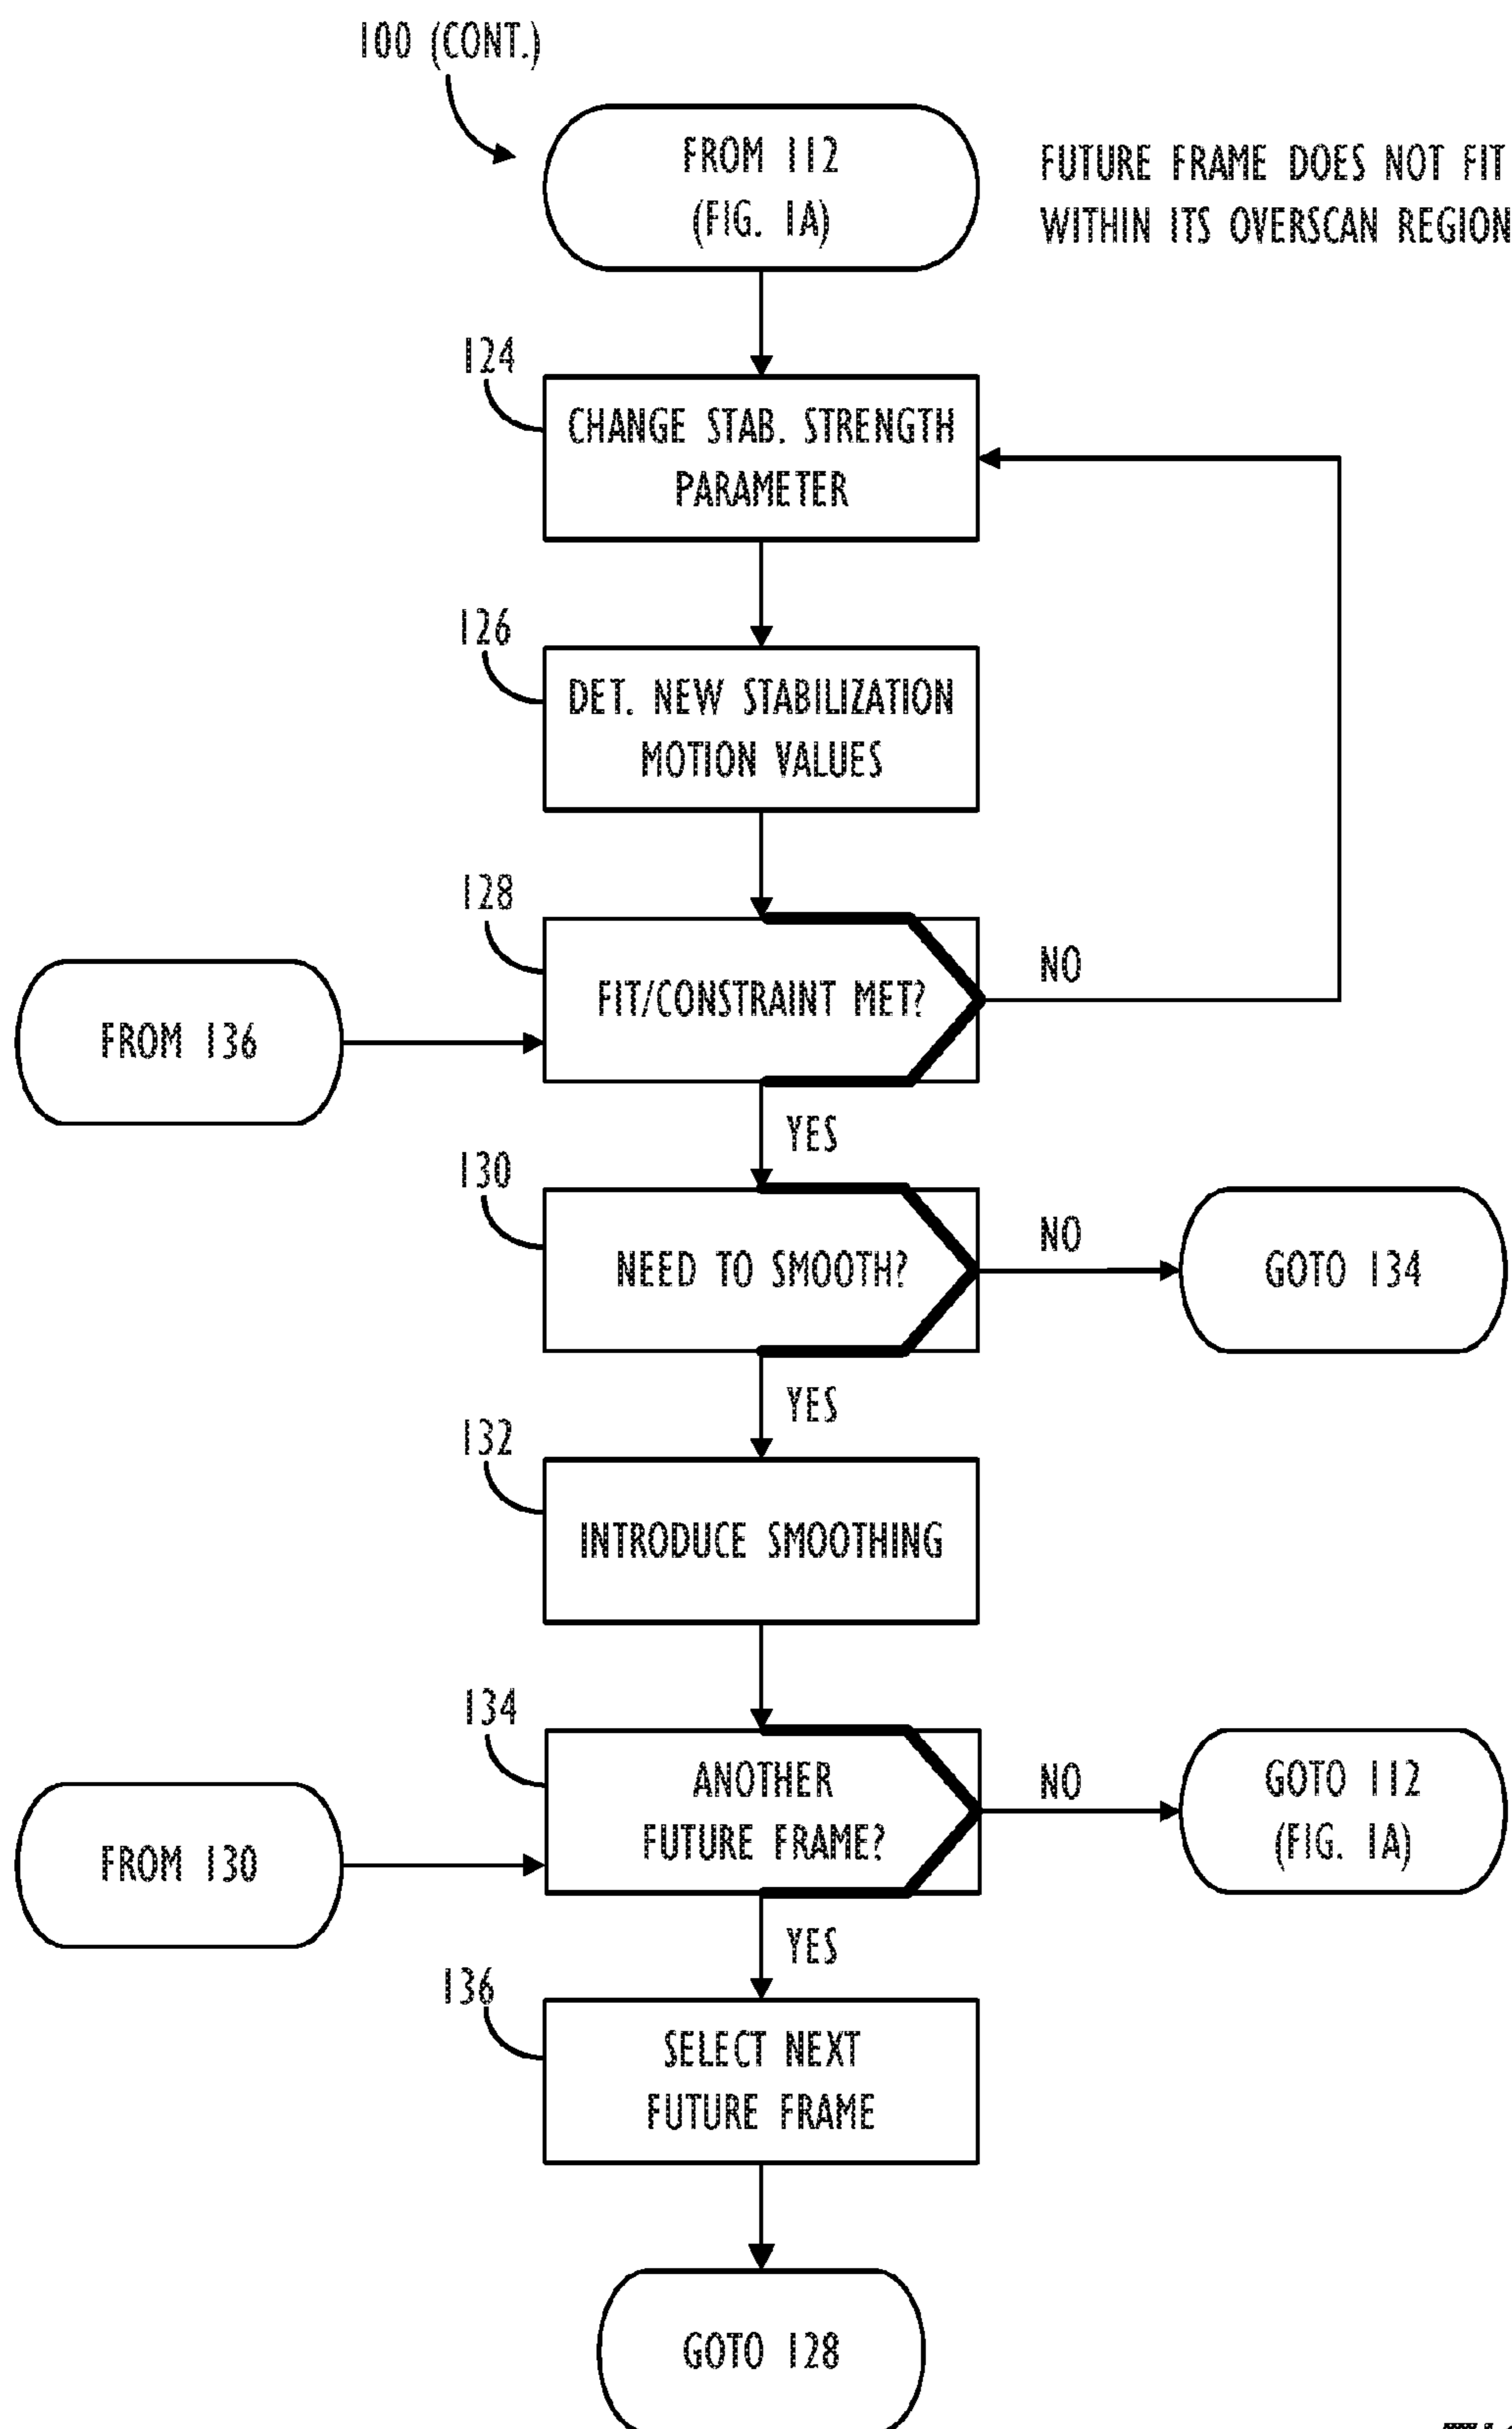 100 (CONT.)
FROM 112
(FIG. 1A)
FUTURE FRAME DOES NOT FIT
WITHIN ITS OVERSCAN REGION
124
CHANGE STAB. STRENGTH
PARAMETER
126
DET. NEW STABILIZATION
MOTION VALUES
128
FIT/CONSTRAINT MET?
NO
FROM 136
YES
130
NEED TO SMOOTH?
NO
GOTO 134
YES
132
INTRODUCE SMOOTHING
134
ANOTHER
FUTURE FRAME?
NO
GOTO 112
(FIG. 1A)
FROM 130
YES
136
SELECT NEXT
FUTURE FRAME
GOTO 128